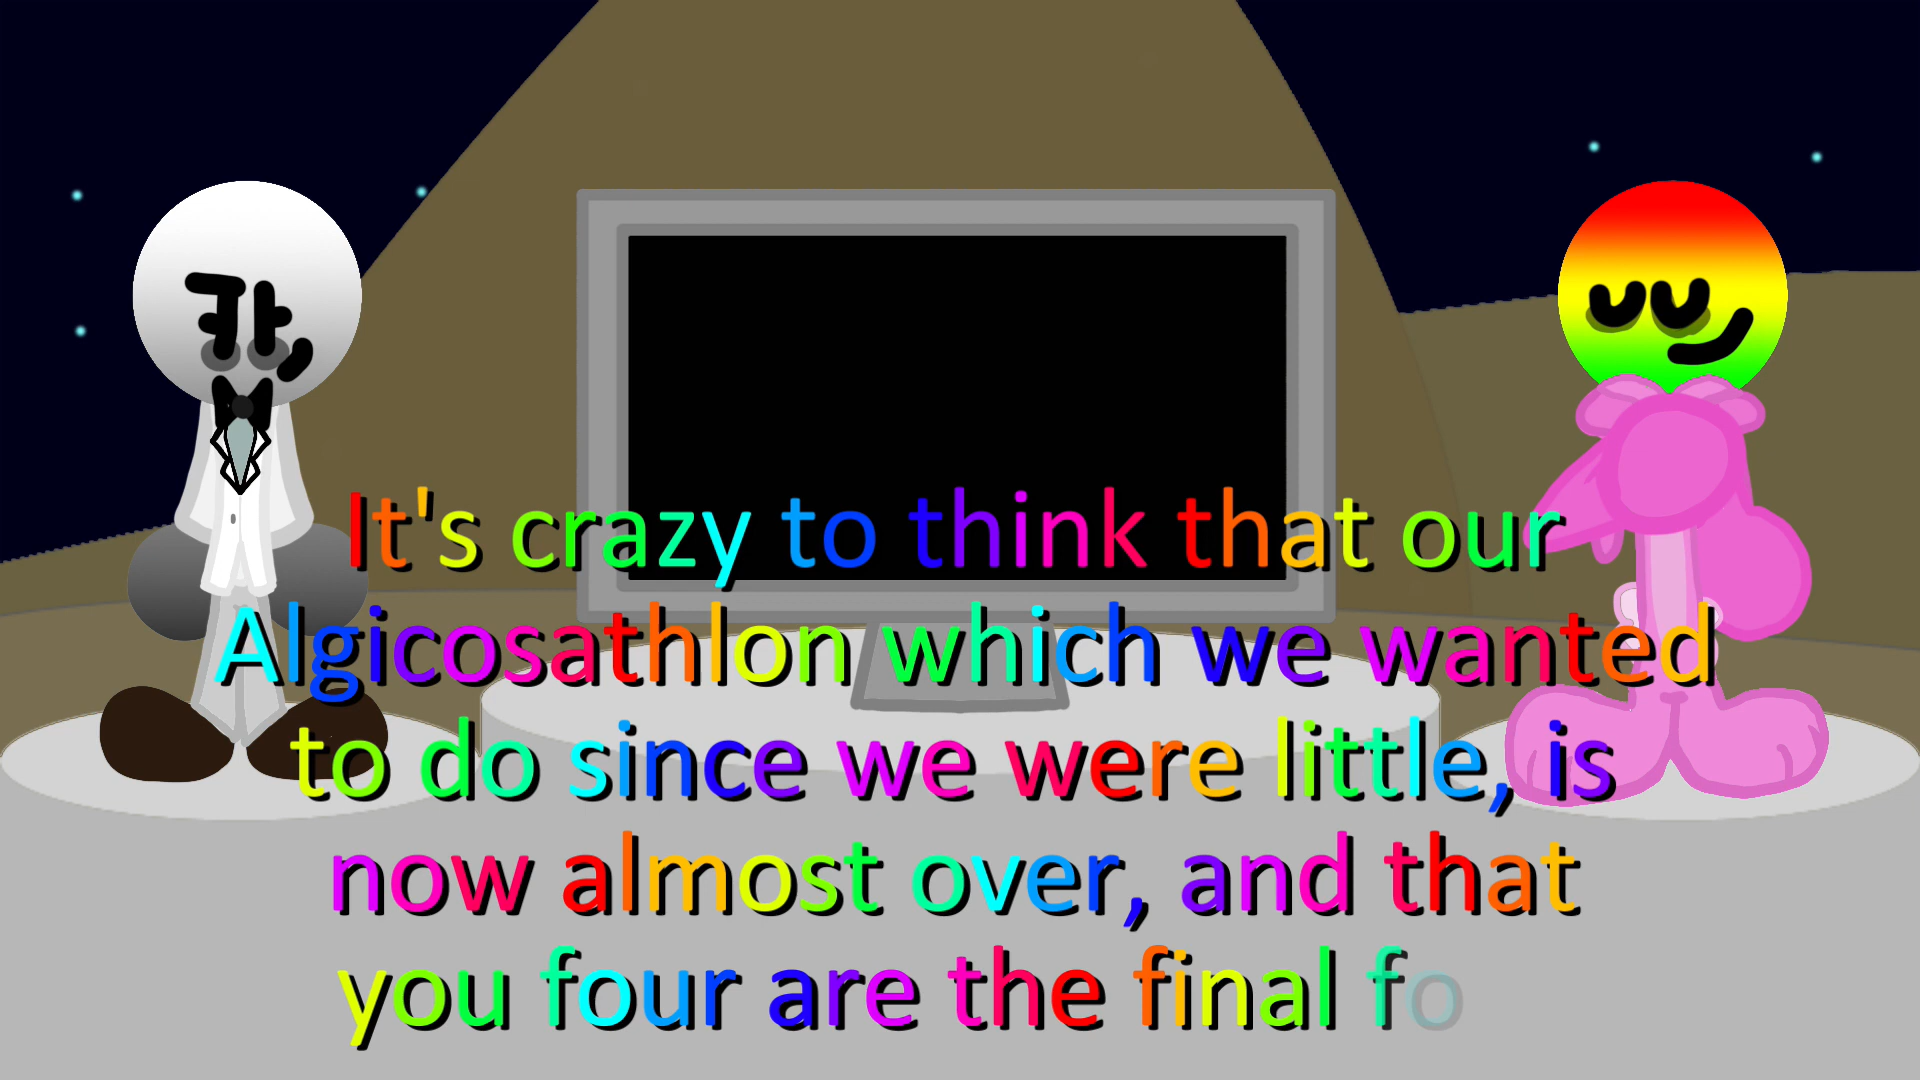 카
It's crazy to think that our
Algicosathlon which we wanted
to do since we were little, is
now almost over, and that
you four are the final fo